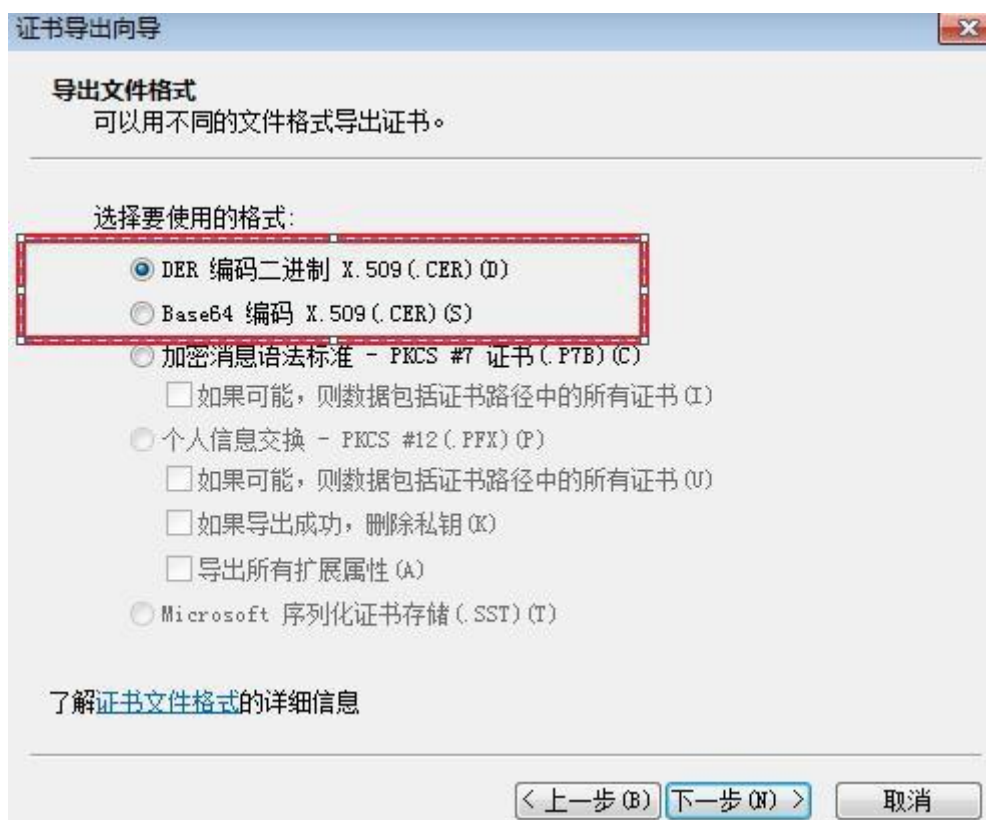 证书导出向导
导出文件格式
可以用不同的文件格式导出证书。
选择要使用的格式:
DER 编码二进制 X.509(.CER)(D)
Base64 编码 X.509(.CER)(S)
加密消息语法标准 - PKCS #7 证书(.P7B)(C)
如果可能，则数据包括证书路径中的所有证书(I)
个人信息交换 - PKCS #12(.PFX)(P)
如果可能，则数据包括证书路径中的所有证书(U)
如果导出成功，删除私钥(K)
导出所有扩展属性(A)
Microsoft 序列化证书存储(.SST)(T)
了解证书文件格式的详细信息
< 上一步(B) 下一步(N) > 取消